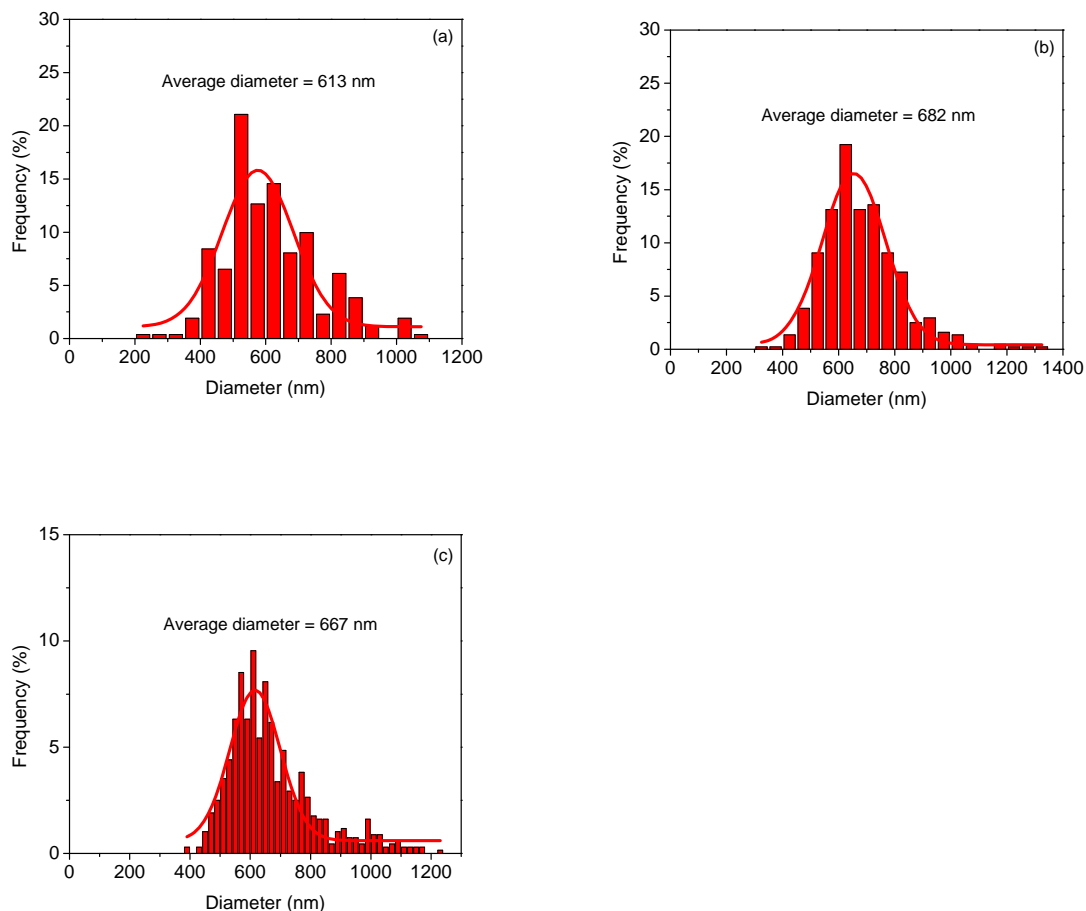 (a)
Average diameter = 613 nm
Frequency (%)
30
25
20
15
10
5
0
0 200 400 600 800 1000 1200
Diameter (nm)
(b)
Average diameter = 682 nm
Frequency (%)
30
25
20
15
10
5
0
0 200 400 600 800 1000 1200 1400
Diameter (nm)
(c)
Average diameter = 667 nm
Frequency (%)
15
10
5
0
0 200 400 600 800 1000 1200
Diameter (nm)